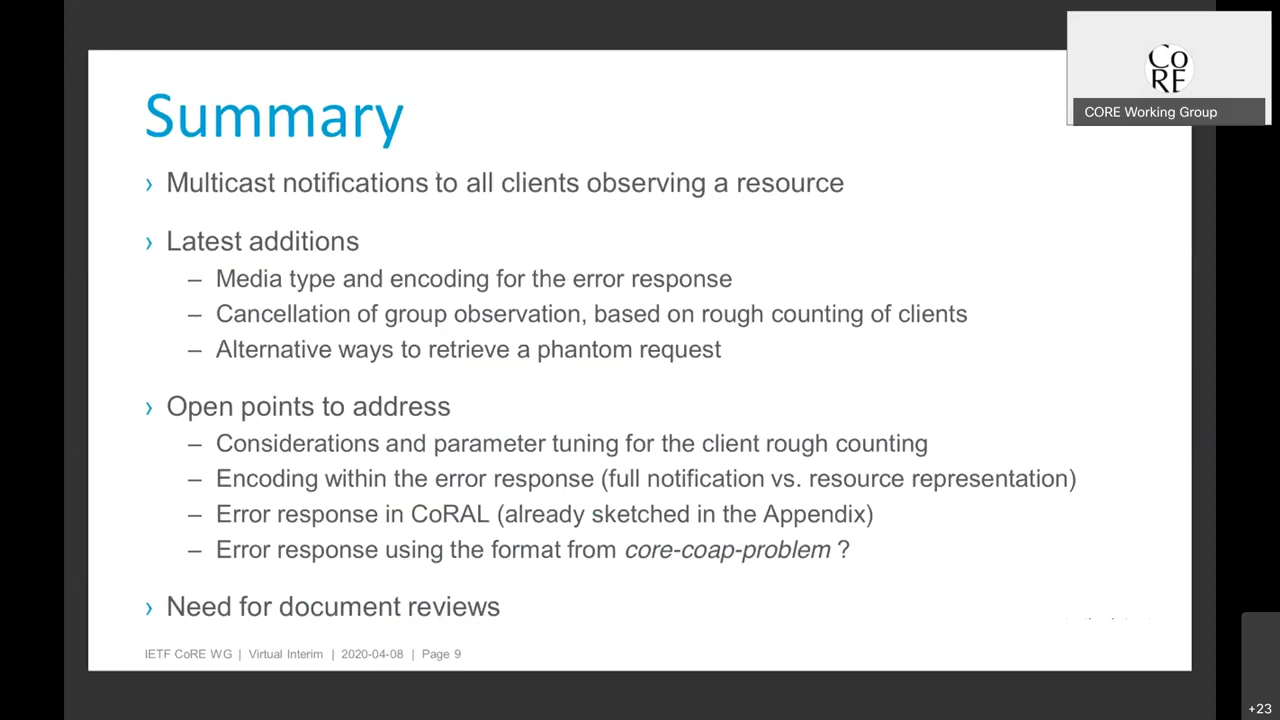 Co
RE
CORE Working Group
Summary
› Multicast notifications to all clients observing a resource
› Latest additions
– Media type and encoding for the error response
– Cancellation of group observation, based on rough counting of clients
– Alternative ways to retrieve a phantom request
› Open points to address
– Considerations and parameter tuning for the client rough counting
– Encoding within the error response (full notification vs. resource representation)
– Error response in CoRAL (already sketched in the Appendix)
– Error response using the format from core-coap-problem ?
› Need for document reviews
IETF CoRE WG | Virtual Interim | 2020-04-08 | Page 9
+23